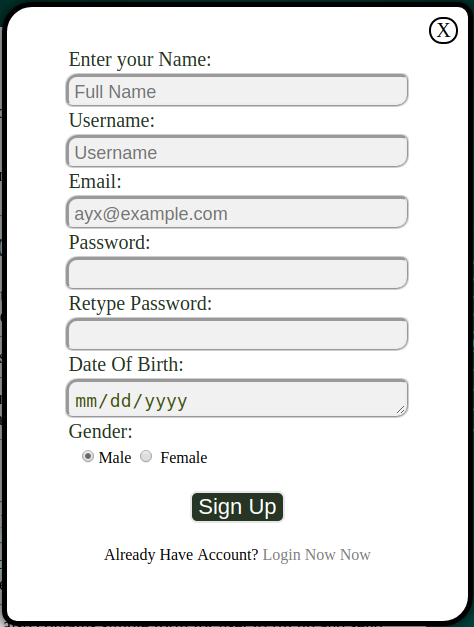 X
Enter your Name:
Full Name
Username:
Username
Email:
ayx@example.com
Password:
Retype Password:
Date Of Birth:
mm/dd/yyyy
Gender:
Male Female
Sign Up
Already Have Account? Login Now Now